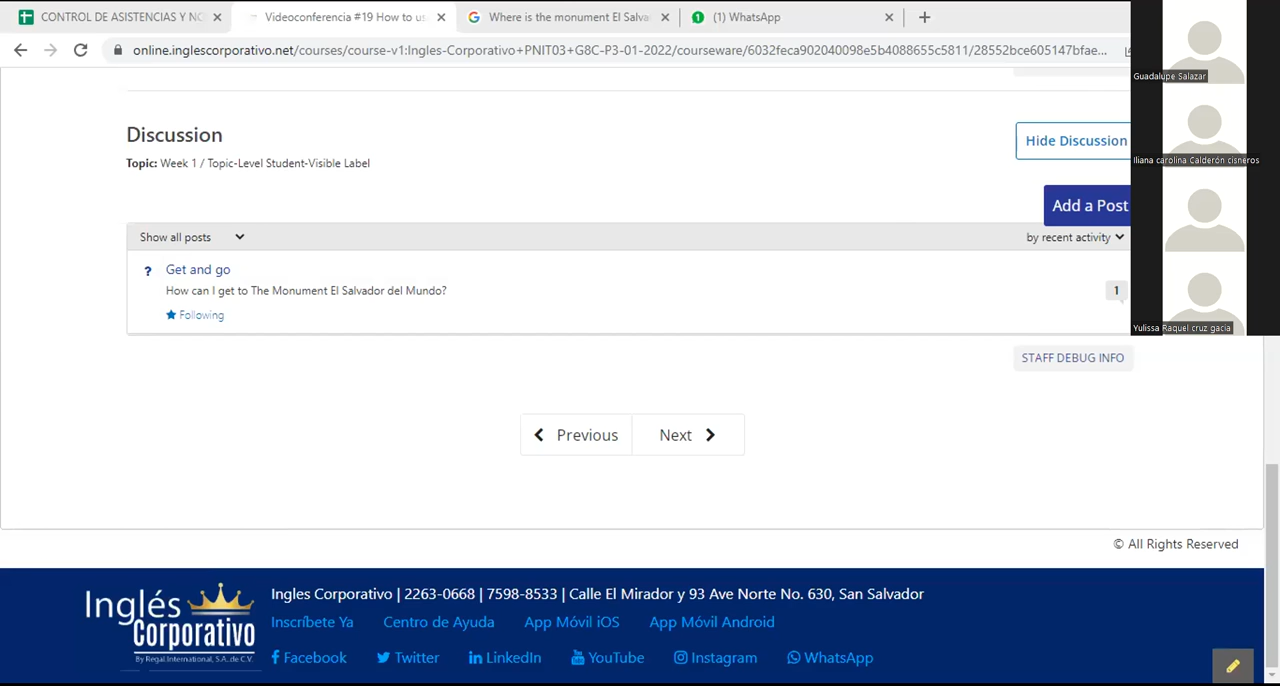 CONTROL DE ASISTENCIAS Y NO
Videoconferencia #19 How to us
Where is the monument El Salva
(1) WhatsApp
online.inglescorporativo.net/courses/course-v1:Ingles-Corporativo+PNIT03+G8C-P3-01-2022/courseware/6032feca902040098e5b4088655c5811/28552bce605147bfae...
Guadalupe Salazar
Discussion
Hide Discussion
Iliana carolina Calderón cisneros
Topic: Week 1 / Topic-Level Student-Visible Label
Add a Post
Show all posts
by recent activity
? Get and go
How can I get to The Monument El Salvador del Mundo?
1
Following
Yulissa Raquel cruz gacia
STAFF DEBUG INFO
Previous
Next
© All Rights Reserved
Inglés
Corporativo
By Regal International, S.A. de C.V.
Ingles Corporativo | 2263-0668 | 7598-8533 | Calle El Mirador y 93 Ave Norte No. 630, San Salvador
Inscríbete Ya
Centro de Ayuda
App Móvil iOS
App Móvil Android
Facebook
Twitter
LinkedIn
YouTube
Instagram
WhatsApp